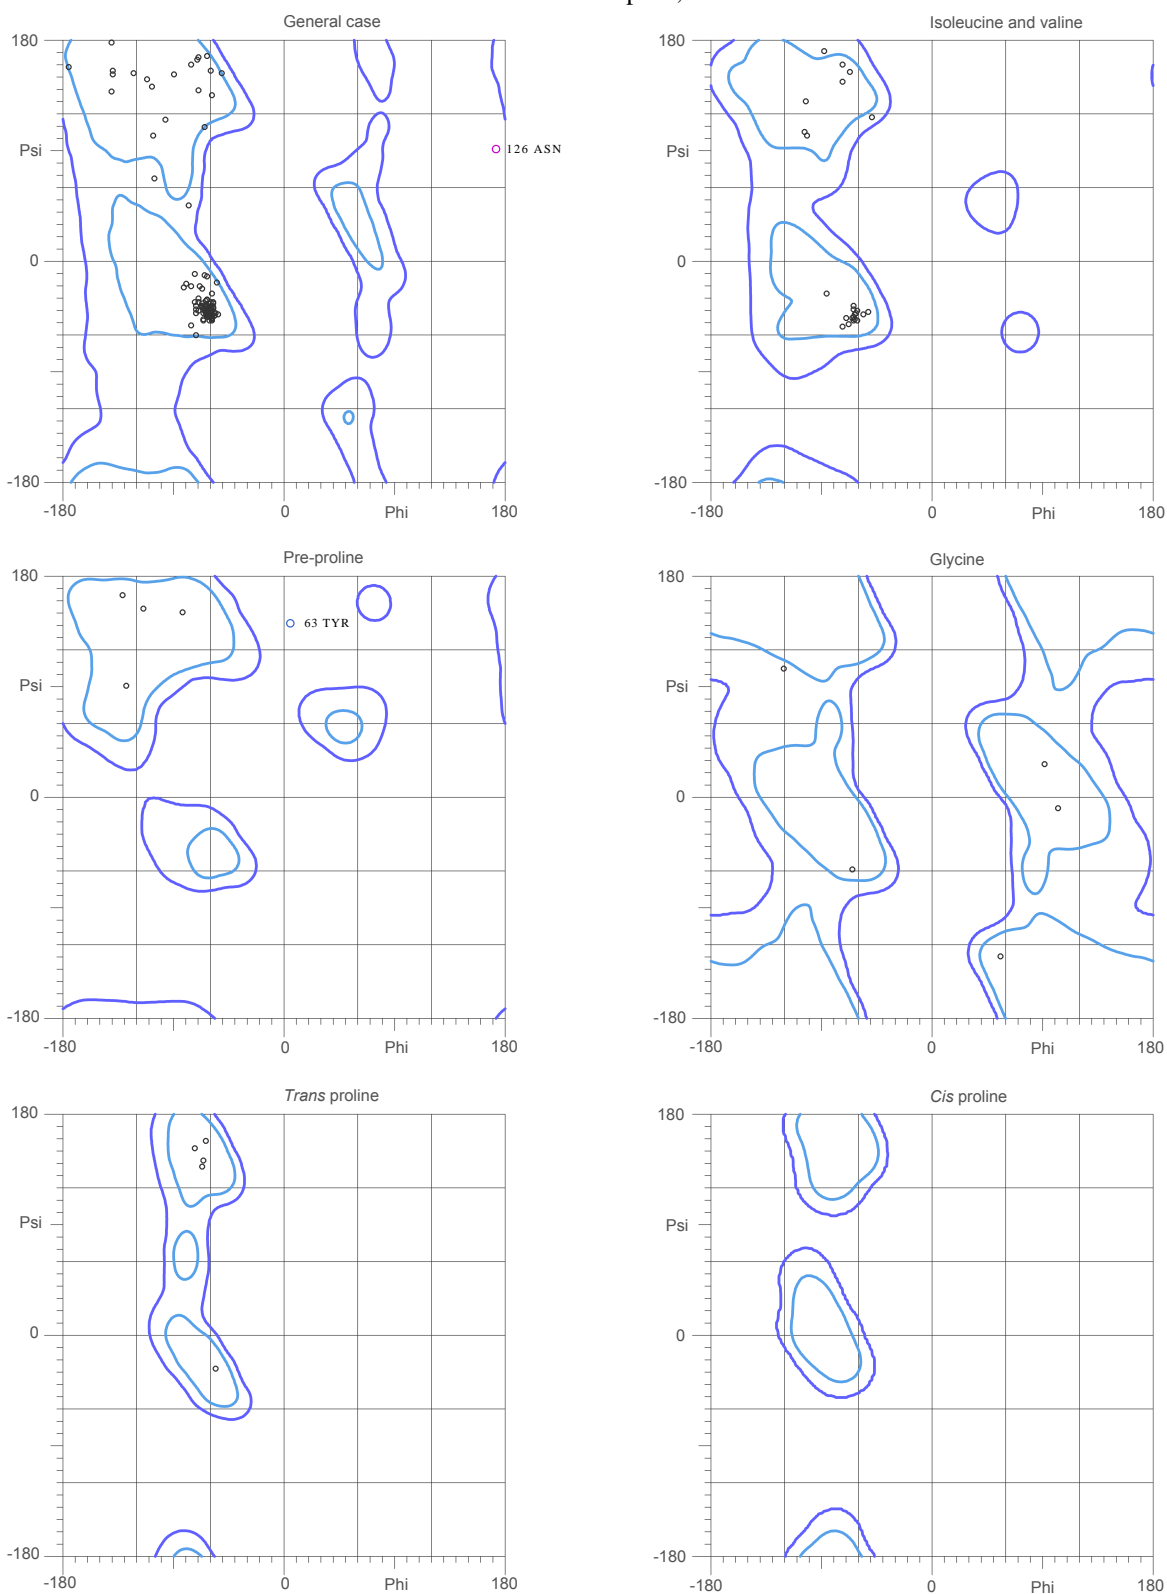 General case
180
Psi
0
-180
-180
0
Phi
180
126 ASN
Isoleucine and valine
180
Psi
0
-180
-180
0
Phi
180
Pre-proline
180
Psi
0
-180
-180
0
Phi
180
63 TYR
Glycine
180
Psi
0
-180
-180
0
Phi
180
Trans proline
180
Psi
0
-180
-180
0
Phi
180
Cis proline
180
Psi
0
-180
-180
0
Phi
180